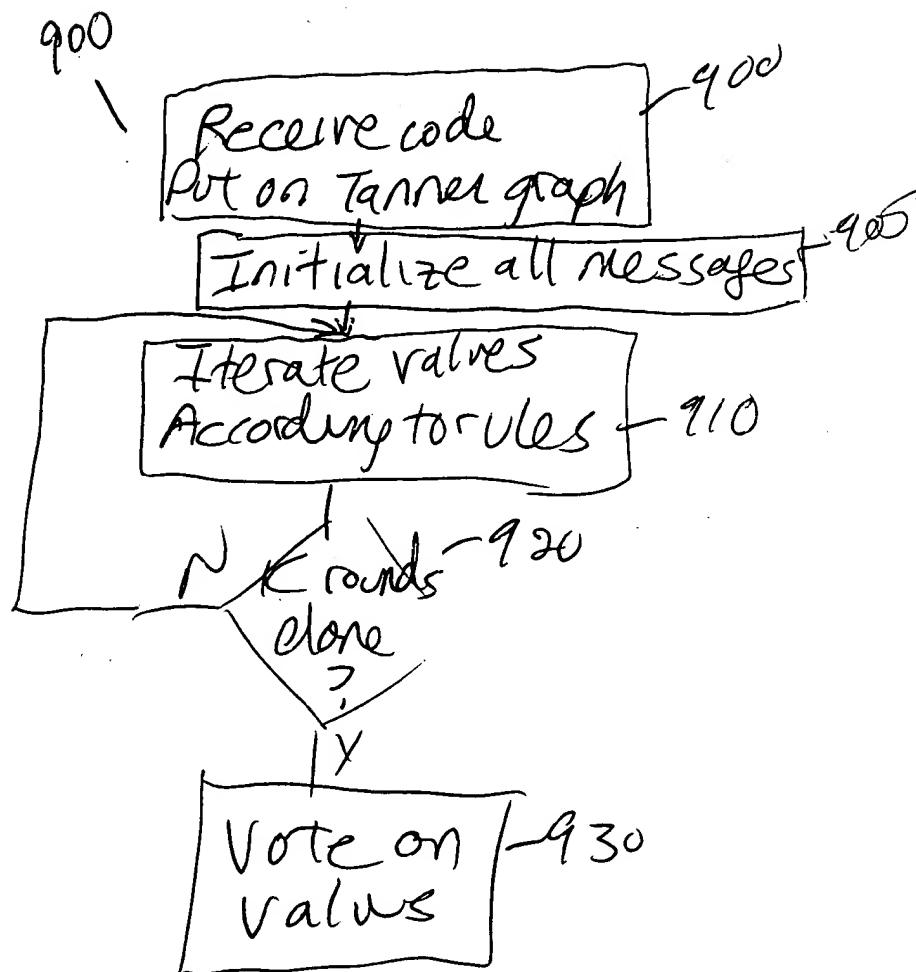 900
900
Receive code
Put on Tanner graph
905
Initialize all messages
Iterate values
According to rules
910
920
N K rounds
done
?
Y
Vote on
values
930